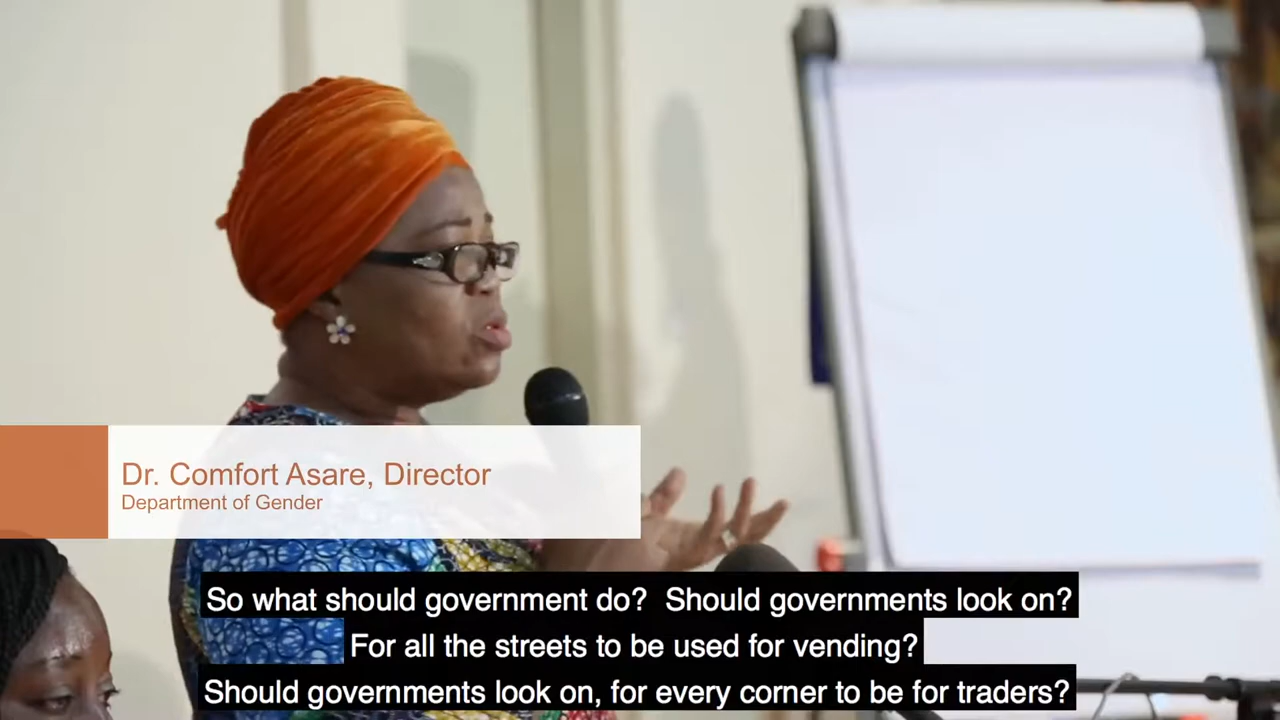 Dr. Comfort Asare, Director
Department of Gender
So what should government do?  Should governments look on?
For all the streets to be used for vending?
Should governments look on, for every corner to be for traders?